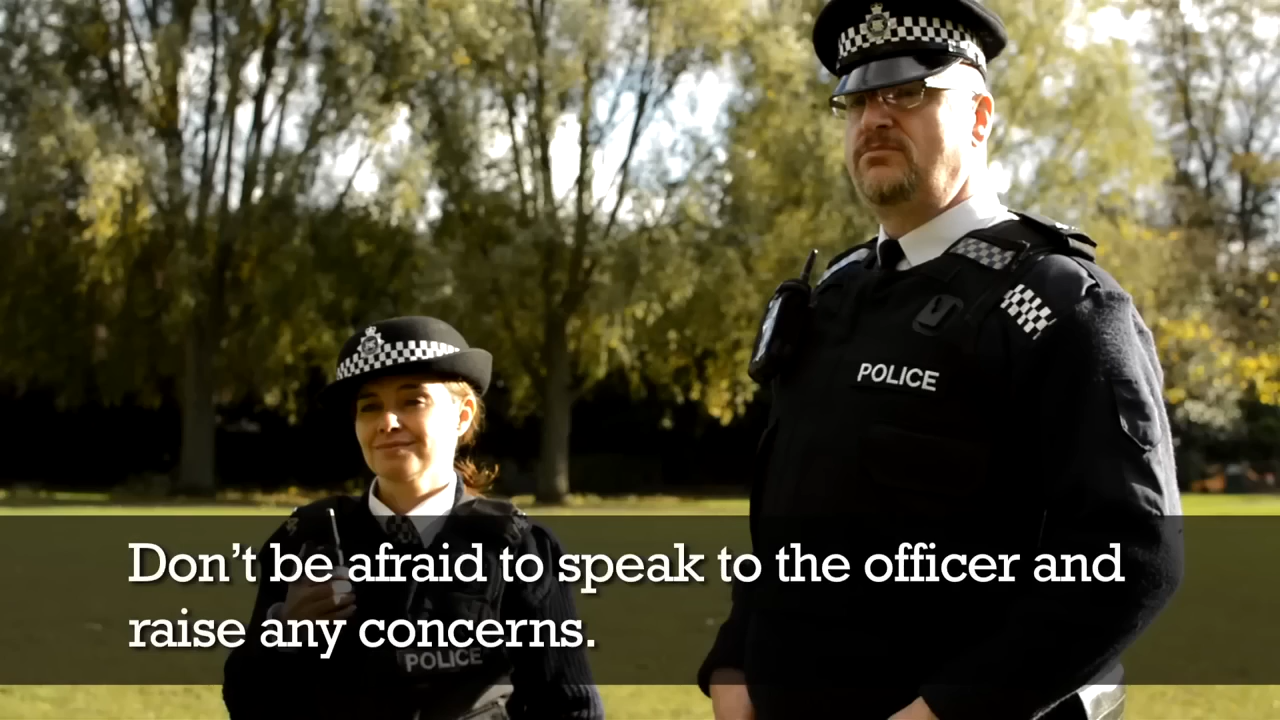 POLICE
Don't be afraid to speak to the officer and
raise any concerns.
POLICE